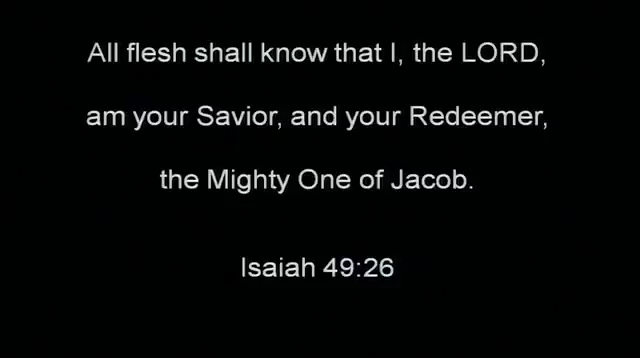 All flesh shall know that I, the LORD,
am your Savior, and your Redeemer,
the Mighty One of Jacob.
Isaiah 49:26